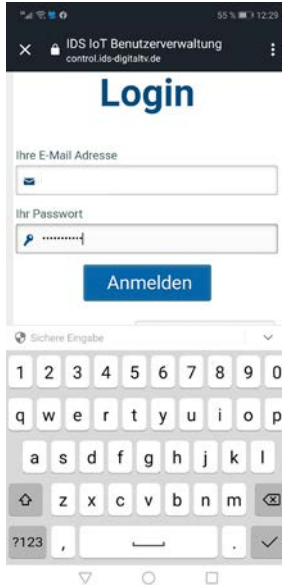 55 % 12:29
IDS IoT Benutzerverwaltung
control.ids-digitaltv.de
Login
Ihre E-Mail Adresse
Ihr Passwort
Anmelden
Sichere Eingabe
1 2 3 4 5 6 7 8 9 0
q w e r t y u i o p
a s d f g h j k l
z x c v b n m
?123 , .